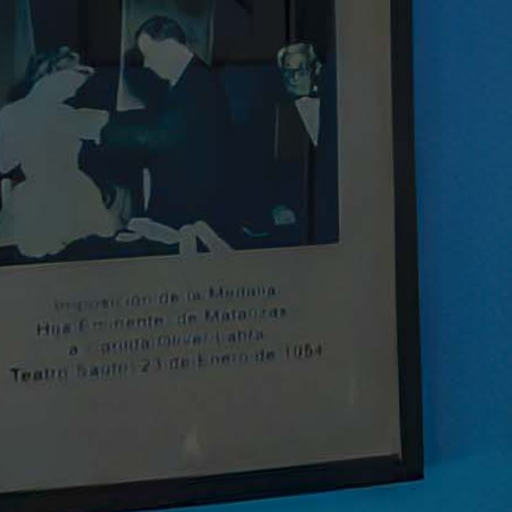 Imposición de la Medalla
Hija Eminente de Matanzas
a Carilda Oliver Labra
Teatro Sauto, 23 de Enero de 1954